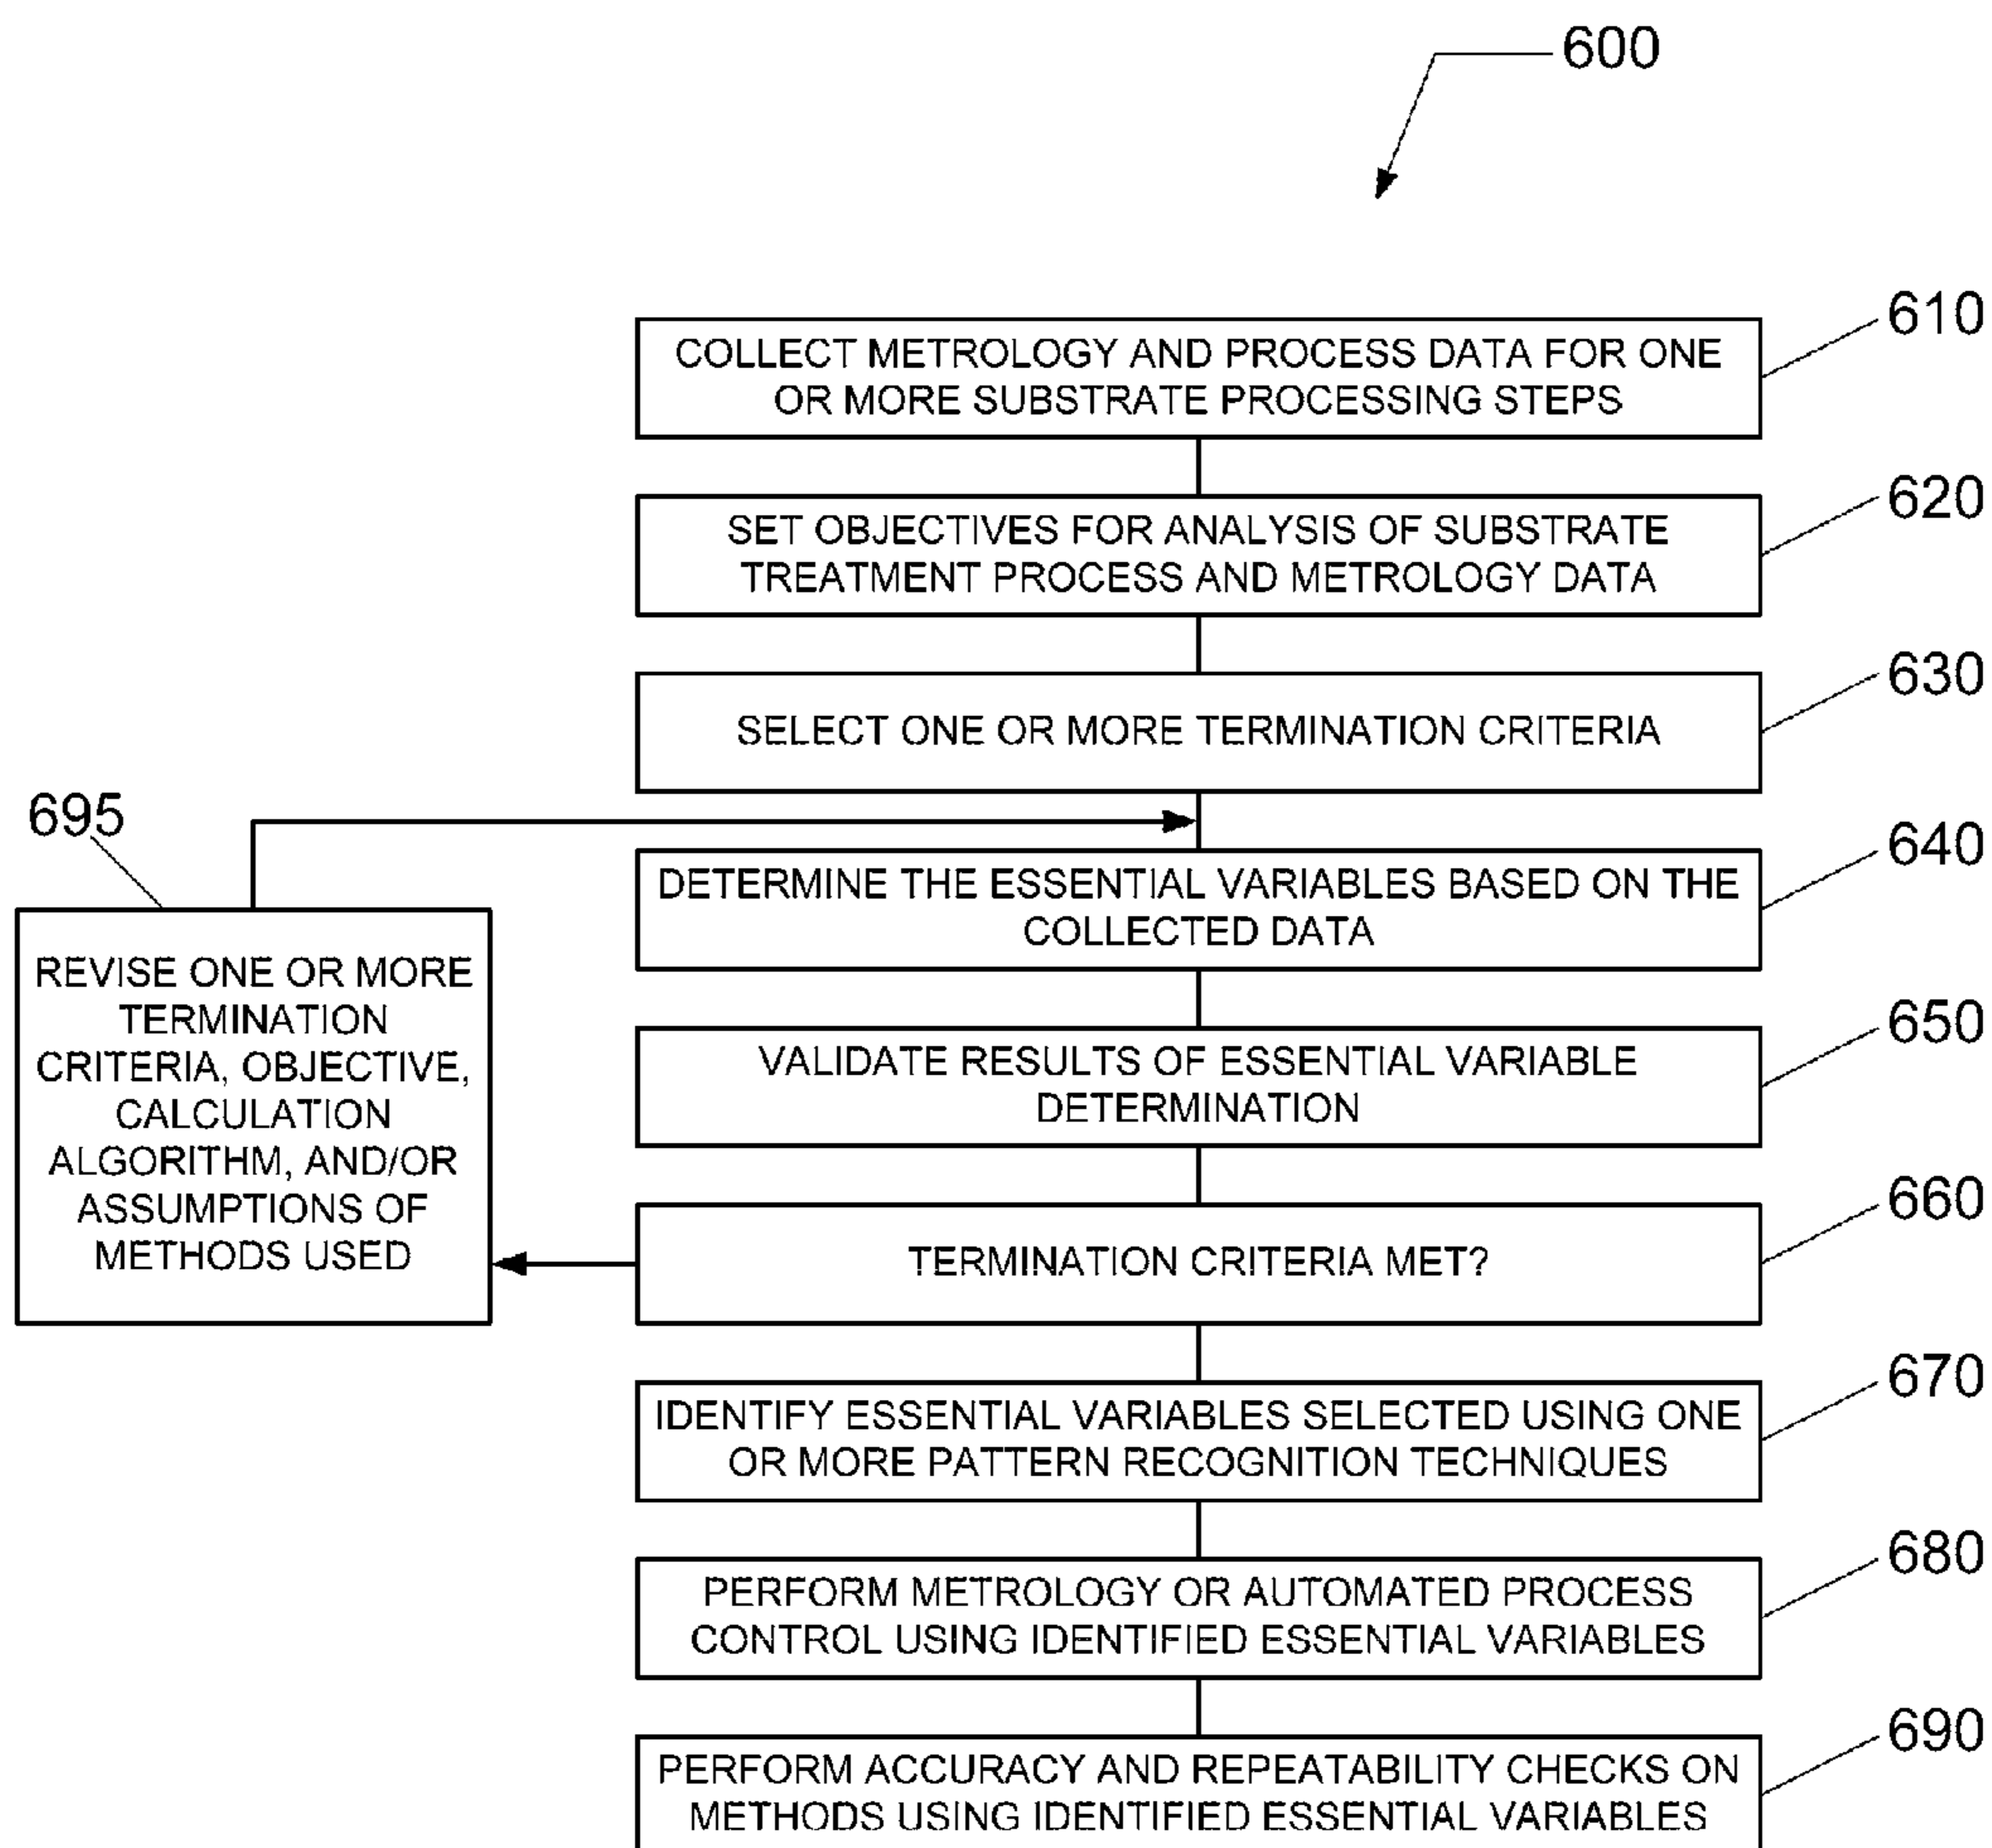 600
610
COLLECT METROLOGY AND PROCESS DATA FOR ONE
OR MORE SUBSTRATE PROCESSING STEPS
620
SET OBJECTIVES FOR ANALYSIS OF SUBSTRATE
TREATMENT PROCESS AND METROLOGY DATA
630
SELECT ONE OR MORE TERMINATION CRITERIA
695
REVISE ONE OR MORE
TERMINATION
CRITERIA, OBJECTIVE,
CALCULATION
ALGORITHM, AND/OR
ASSUMPTIONS OF
METHODS USED
640
DETERMINE THE ESSENTIAL VARIABLES BASED ON THE
COLLECTED DATA
650
VALIDATE RESULTS OF ESSENTIAL VARIABLE
DETERMINATION
660
TERMINATION CRITERIA MET?
670
IDENTIFY ESSENTIAL VARIABLES SELECTED USING ONE
OR MORE PATTERN RECOGNITION TECHNIQUES
680
PERFORM METROLOGY OR AUTOMATED PROCESS
CONTROL USING IDENTIFIED ESSENTIAL VARIABLES
690
PERFORM ACCURACY AND REPEATABILITY CHECKS ON
METHODS USING IDENTIFIED ESSENTIAL VARIABLES